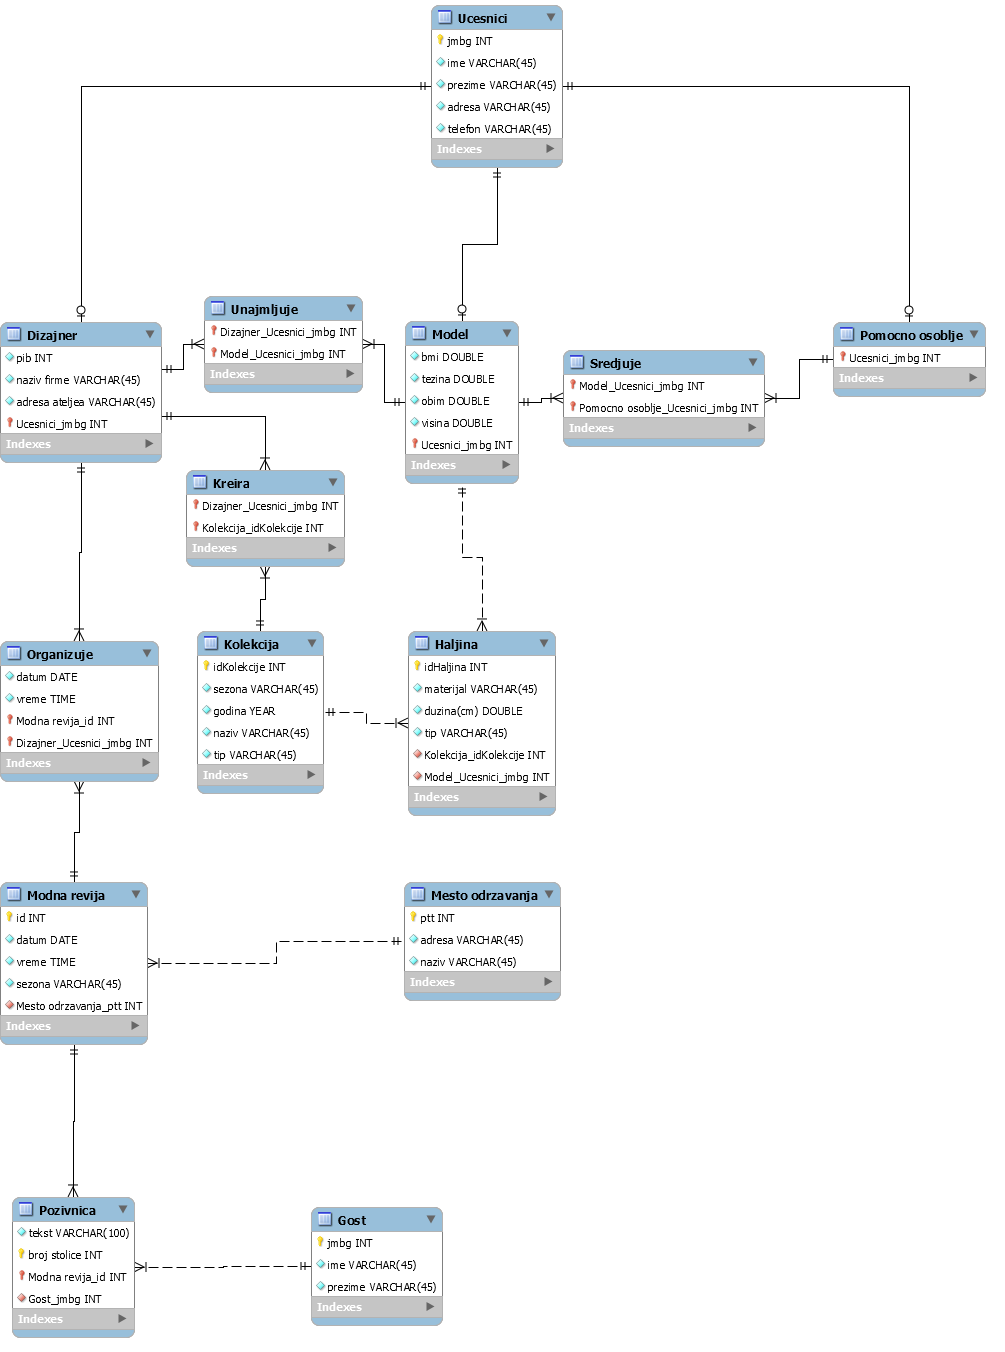 Ucesnici
jmbg INT
ime VARCHAR(45)
prezime VARCHAR(45)
adresa VARCHAR(45)
telefon VARCHAR(45)
Indexes
Dizajner
pib INT
naziv firme VARCHAR(45)
adresa ateljea VARCHAR(45)
Ucesnici_jmbg INT
Indexes
Unajmljuje
Dizajner_Ucesnici_jmbg INT
Model_Ucesnici_jmbg INT
Indexes
Model
bmi DOUBLE
tezina DOUBLE
obim DOUBLE
visina DOUBLE
Ucesnici_jmbg INT
Indexes
Sredjuje
Model_Ucesnici_jmbg INT
Pomocno osoblje_Ucesnici_jmbg INT
Indexes
Pomocno osoblje
Ucesnici_jmbg INT
Indexes
Kreira
Dizajner_Ucesnici_jmbg INT
Kolekcija_idKolekcije INT
Indexes
Organizuje
datum DATE
vreme TIME
Modna revija_id INT
Dizajner_Ucesnici_jmbg INT
Indexes
Kolekcija
idKolekcije INT
sezona VARCHAR(45)
godina YEAR
naziv VARCHAR(45)
tip VARCHAR(45)
Indexes
Haljina
idHaljina INT
materijal VARCHAR(45)
duzina(cm) DOUBLE
tip VARCHAR(45)
Kolekcija_idKolekcije INT
Model_Ucesnici_jmbg INT
Indexes
Modna revija
id INT
datum DATE
vreme TIME
sezona VARCHAR(45)
Mesto odrzavanja_ptt INT
Indexes
Mesto odrzavanja
ptt INT
adresa VARCHAR(45)
naziv VARCHAR(45)
Indexes
Pozivnica
tekst VARCHAR(100)
broj stolice INT
Modna revija_id INT
Gost_jmbg INT
Indexes
Gost
jmbg INT
ime VARCHAR(45)
prezime VARCHAR(45)
Indexes